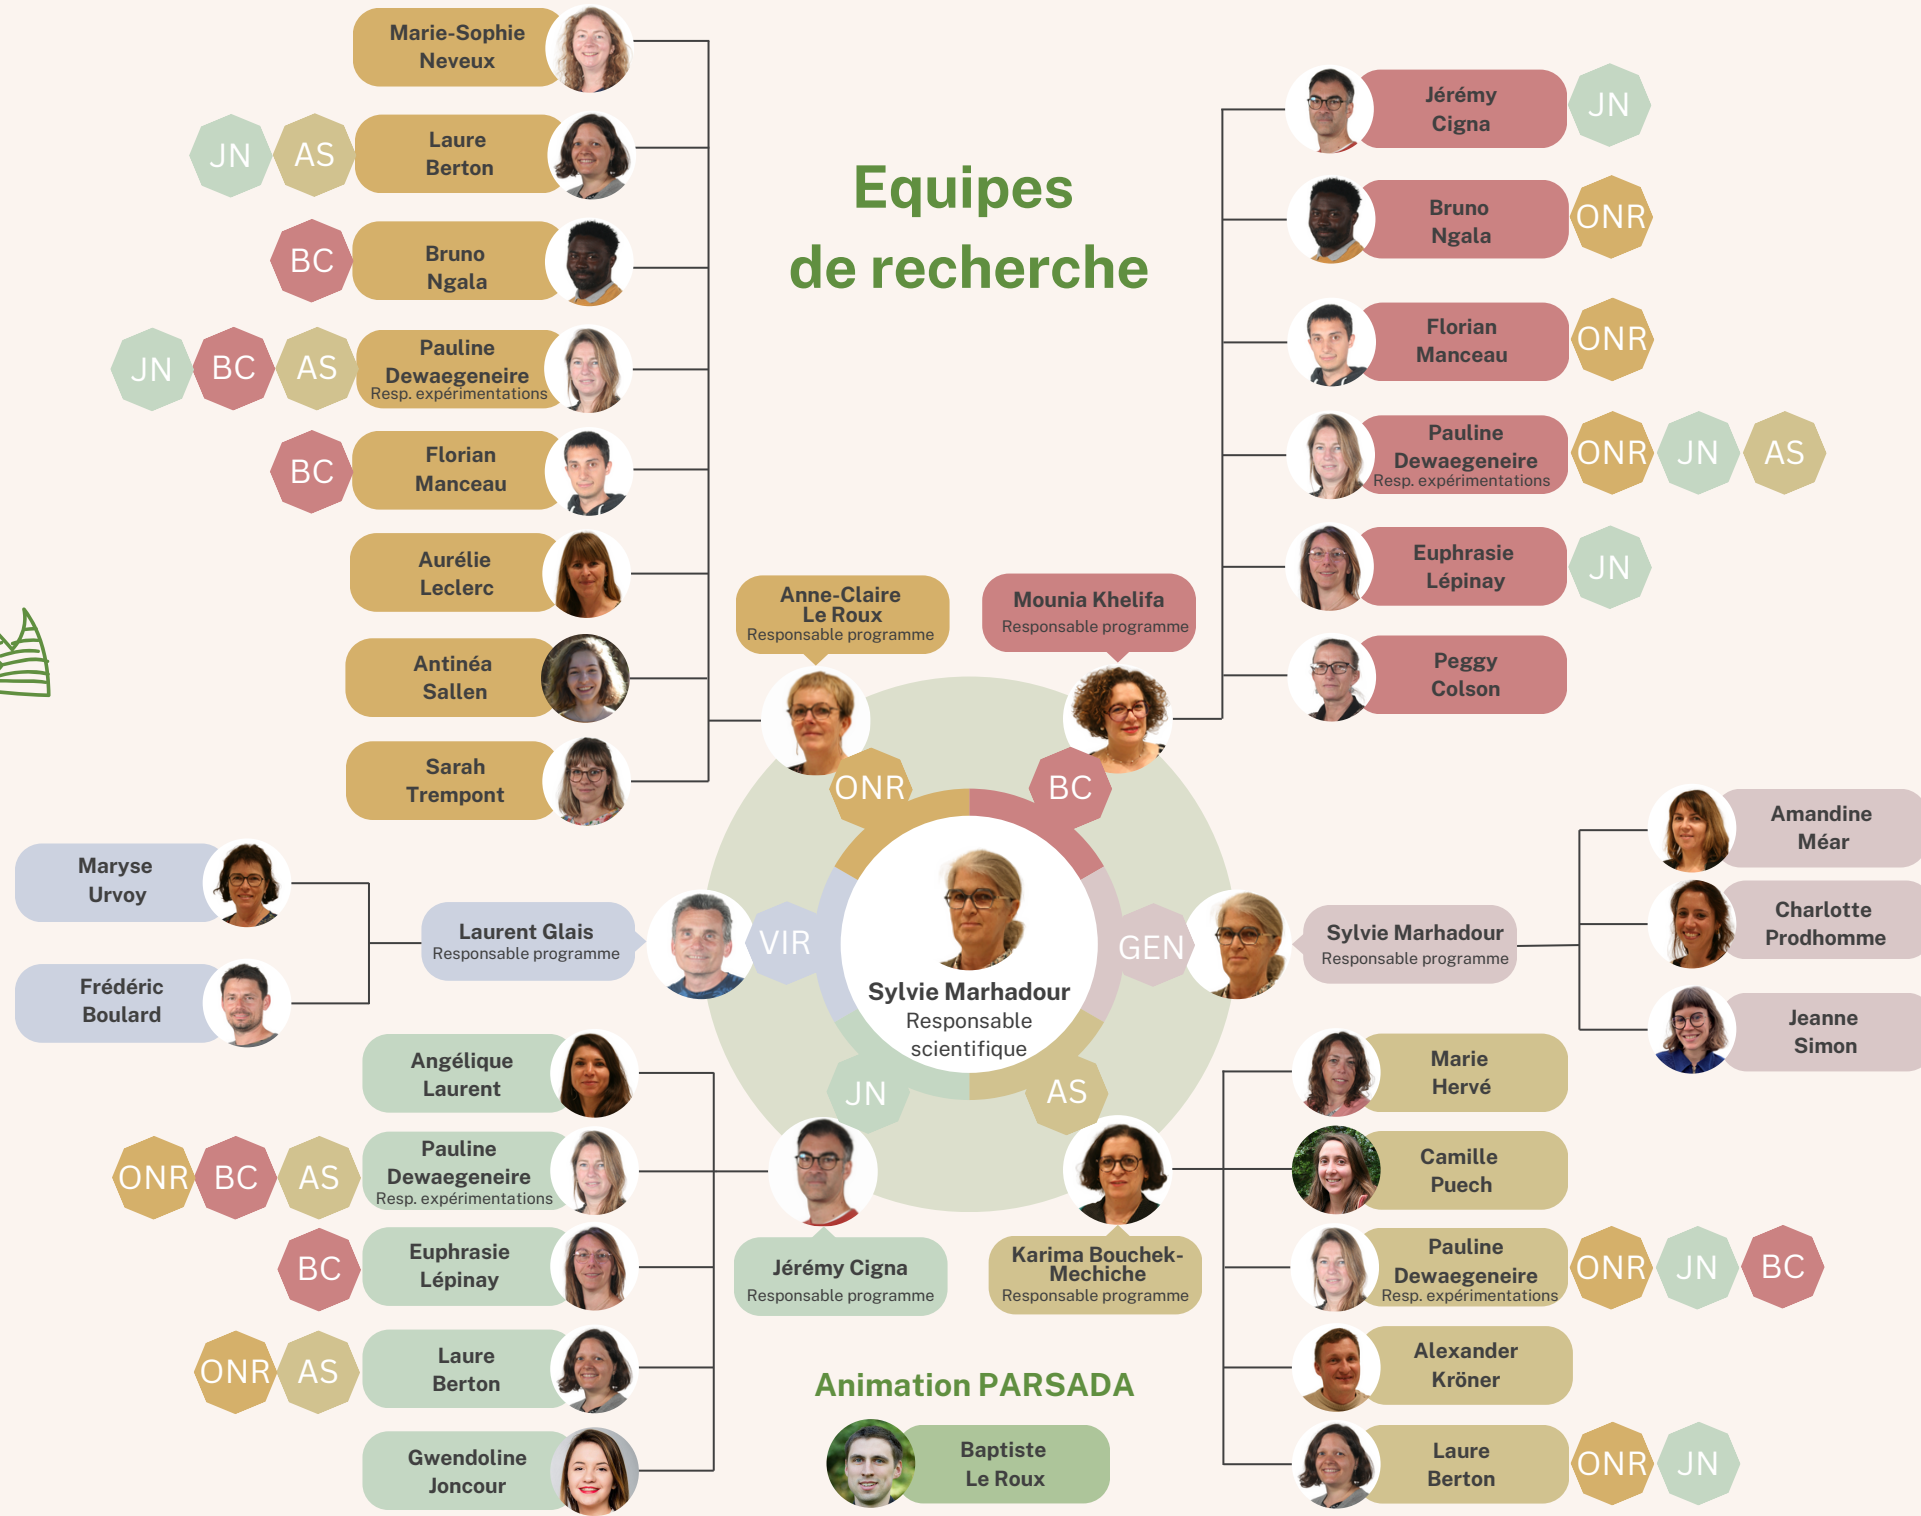 Equipes
de recherche
Marie-Sophie
Neveux
JN
AS
Laure
Berton
BC
Bruno
Ngala
JN
BC
AS
Pauline
Dewaegeneire
Resp. expérimentations
BC
Florian
Manceau
Aurélie
Leclerc
Antinéa
Sallen
Sarah
Trempont
Anne-Claire
Le Roux
Responsable programme
ONR
Mounia Khelifa
Responsable programme
BC
Jérémy
Cigna
JN
Bruno
Ngala
ONR
Florian
Manceau
ONR
Pauline
Dewaegeneire
Resp. expérimentations
ONR
JN
AS
Euphrasie
Lépinay
JN
Peggy
Colson
Maryse
Urvoy
Frédéric
Boulard
Laurent Glais
Responsable programme
VIR
Sylvie Marhadour
Responsable
scientifique
GEN
Sylvie Marhadour
Responsable programme
Amandine
Méar
Charlotte
Prodhomme
Jeanne
Simon
JN
AS
Angélique
Laurent
ONR
BC
AS
Pauline
Dewaegeneire
Resp. expérimentations
BC
Euphrasie
Lépinay
ONR
AS
Laure
Berton
Gwendoline
Joncour
Jérémy Cigna
Responsable programme
Karima Bouchek-
Mechiche
Responsable programme
Marie
Hervé
Camille
Puech
Pauline
Dewaegeneire
Resp. expérimentations
ONR
JN
BC
Alexander
Kröner
Laure
Berton
ONR
JN
Animation PARSADA
Baptiste
Le Roux